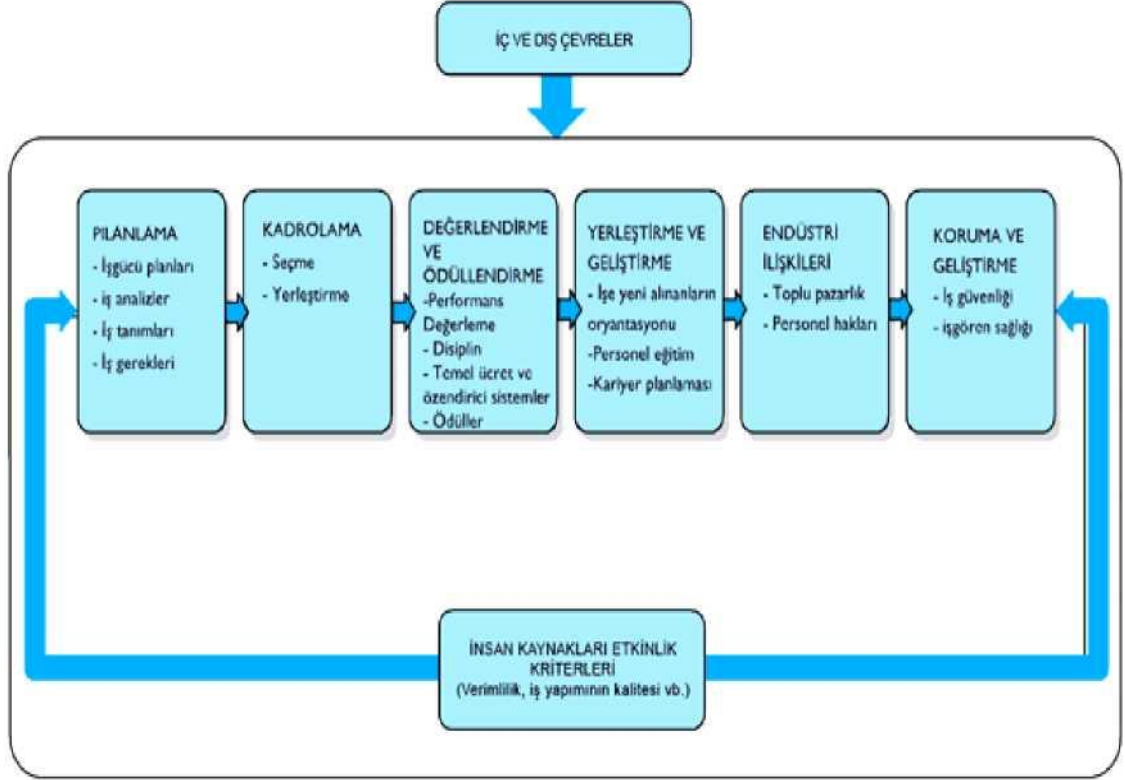 İÇ VE DIŞ ÇEVRELER
PILANLAMA
- İşgücü planları
- iş analizler
- İş tanımları
- İş gerekleri
KADROLAMA
- Seçme
- Yerleştirme
DEĞERLENDİRME
VE
ÖDÜLLENDİRME
-Performans
Değerleme
- Disiplin
- Temel ücret ve
özendirici sistemler
- Ödüller
YERLEŞTİRME VE
GELİŞTİRME
- İşe yeni alınanların
oryantasyonu
-Personel eğitim
-Kariyer planlaması
ENDÜSTRİ
İLİŞKİLERİ
- Toplu pazarlık
- Personel hakları
KORUMA VE
GELİŞTİRME
- İş güvenliği
- işgören sağlığı
İNSAN KAYNAKLARI ETKİNLİK
KRİTERLERİ
(Verimlilik, iş yapımının kalitesi vb.)